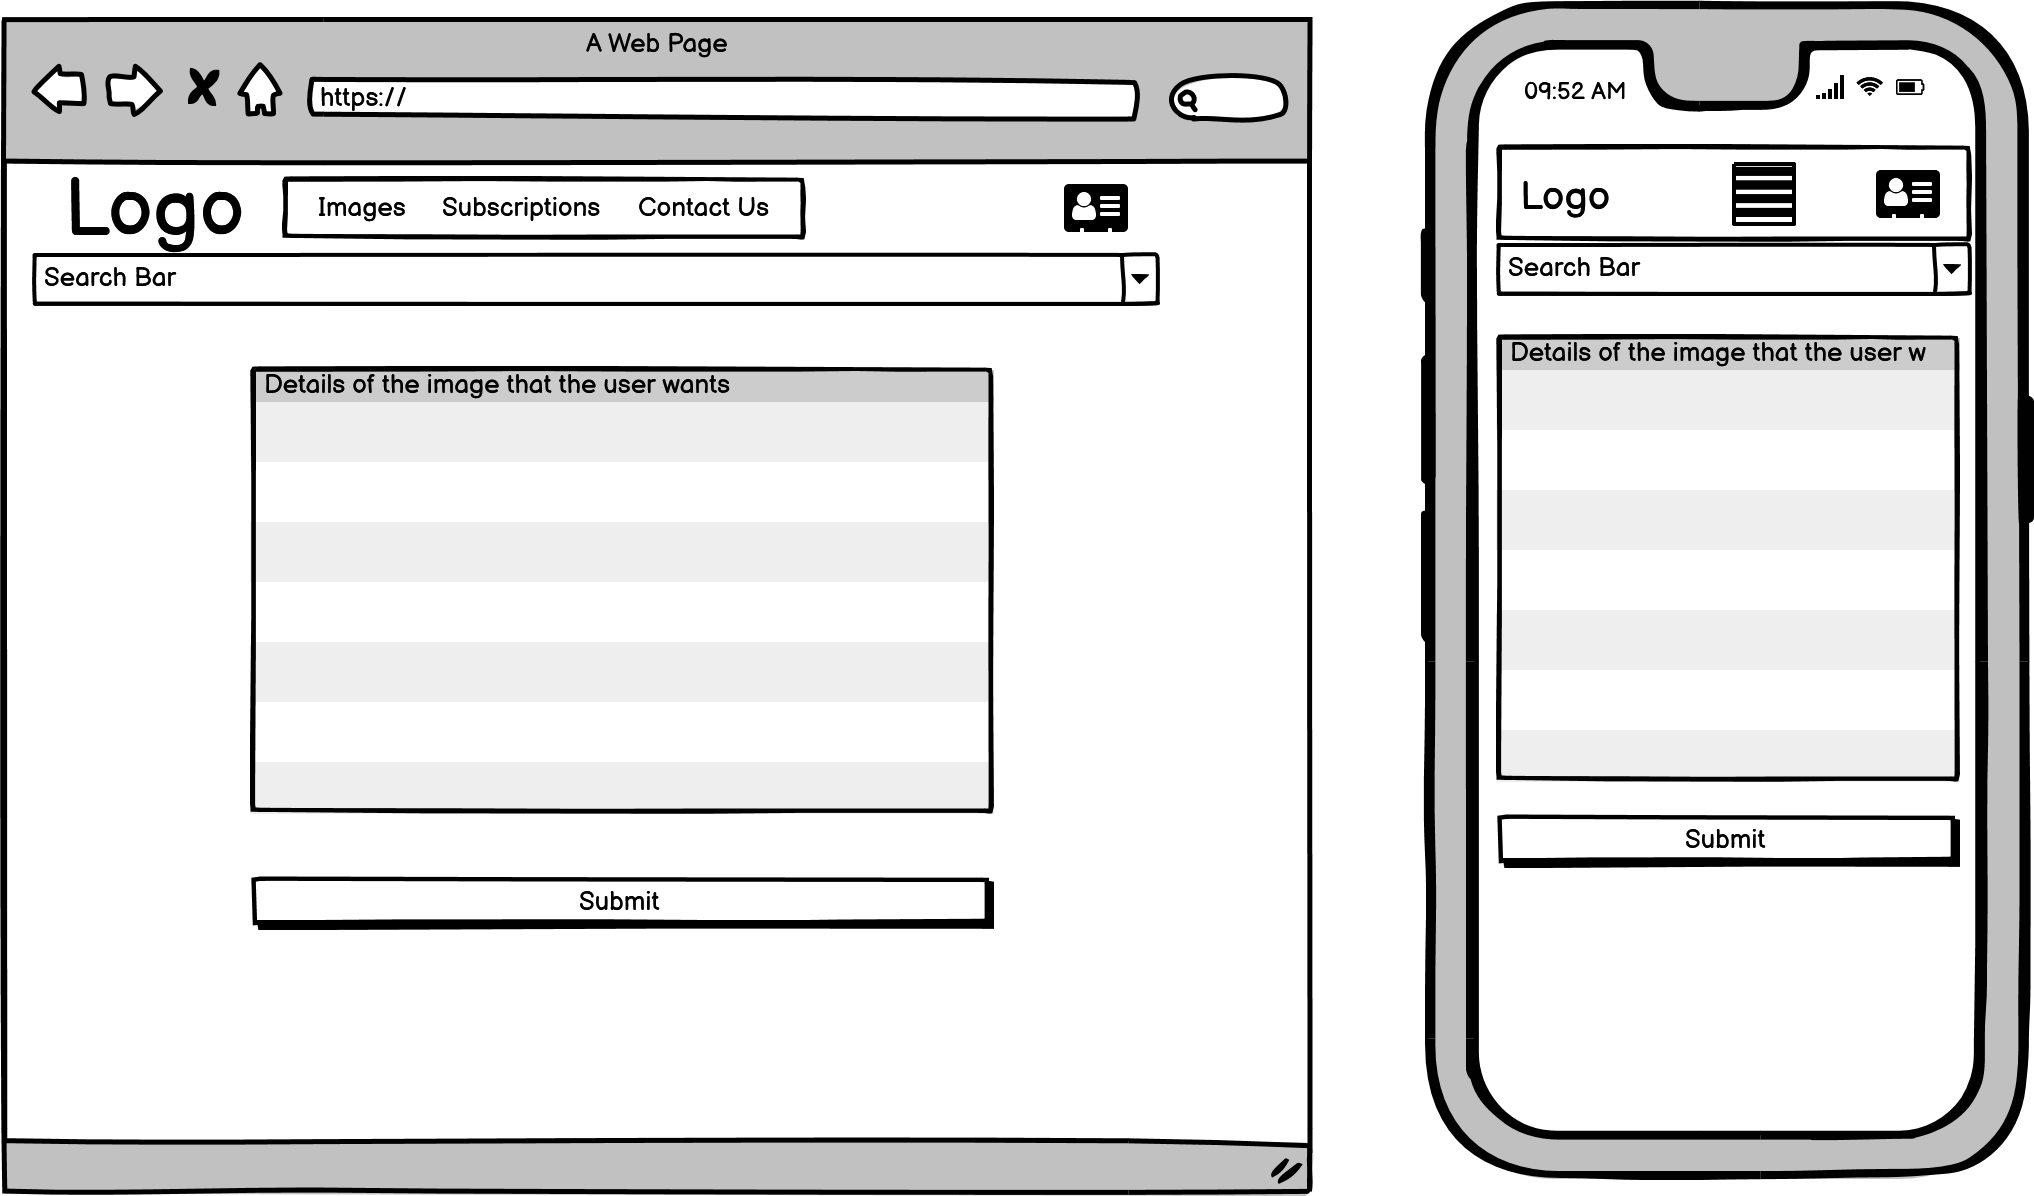 A Web Page
https://
Logo
Images Subscriptions Contact Us
Search Bar
Details of the image that the user wants
Submit
09:52 AM
Logo
Search Bar
Details of the image that the user w
Submit